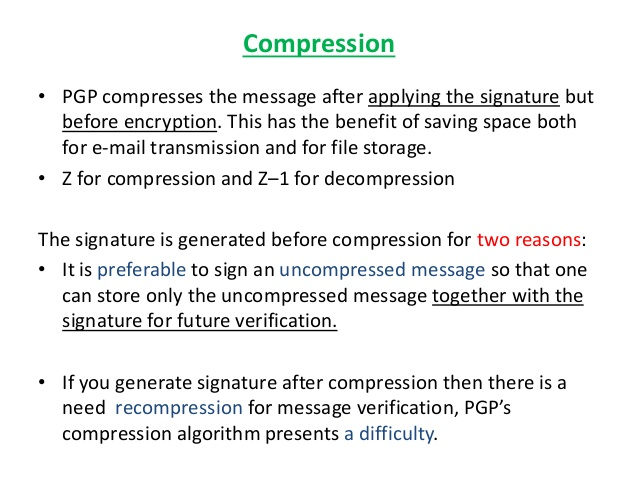 Compression
• PGP compresses the message after applying the signature but
before encryption. This has the benefit of saving space both
for e-mail transmission and for file storage.
• Z for compression and Z–1 for decompression
The signature is generated before compression for two reasons:
• It is preferable to sign an uncompressed message so that one
can store only the uncompressed message together with the
signature for future verification.
• If you generate signature after compression then there is a
need recompression for message verification, PGP’s
compression algorithm presents a difficulty.